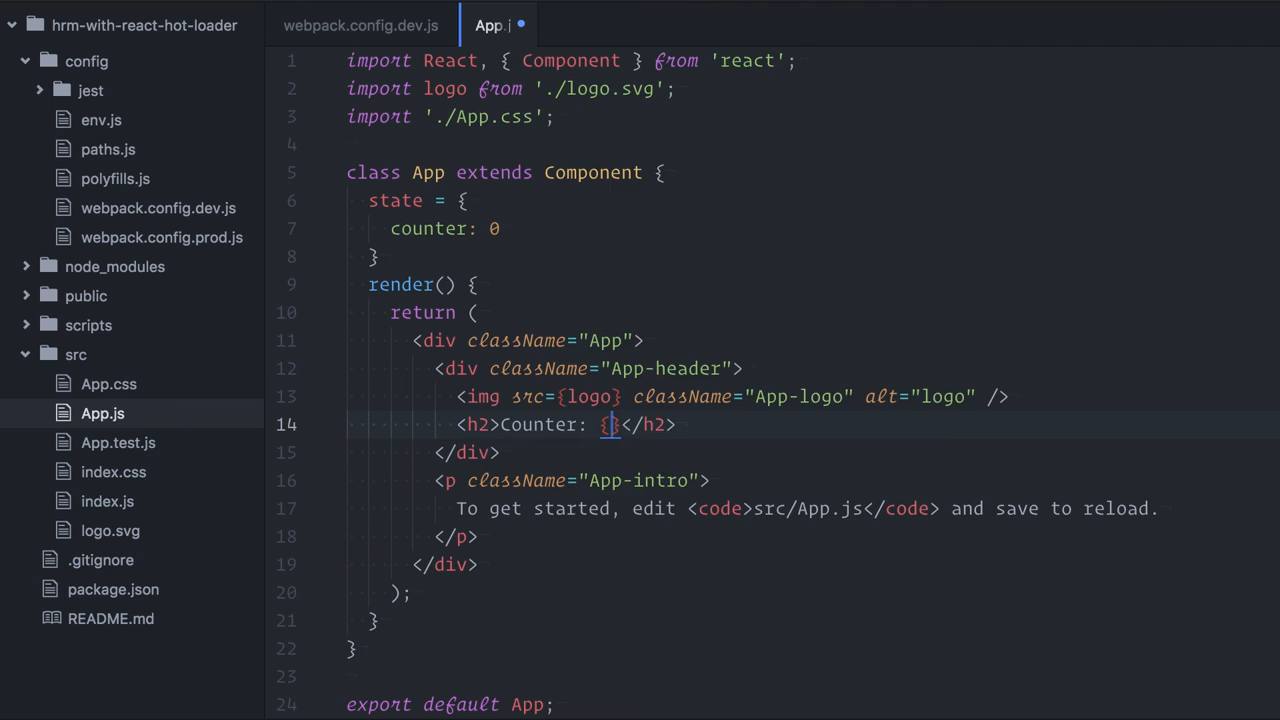 hrm-with-react-hot-loader
config
jest
env.js
paths.js
polyfills.js
webpack.config.dev.js
webpack.config.prod.js
node_modules
public
scripts
src
App.css
App.js
App.test.js
index.css
index.js
logo.svg
.gitignore
package.json
README.md
webpack.config.dev.js
App.j
1 import React, { Component } from 'react';
2 import logo from './logo.svg';
3 import './App.css';
4
5 class App extends Component {
6 state = {
7 counter: 0
8 }
9 render() {
10 return (
11 <div className="App">
12 <div className="App-header">
13 <img src={logo} className="App-logo" alt="logo" />
14 <h2>Counter: {}</h2>
15 </div>
16 <p className="App-intro">
17 To get started, edit <code>src/App.js</code> and save to reload.
18 </p>
19 </div>
20 );
21 }
22 }
23
24 export default App;